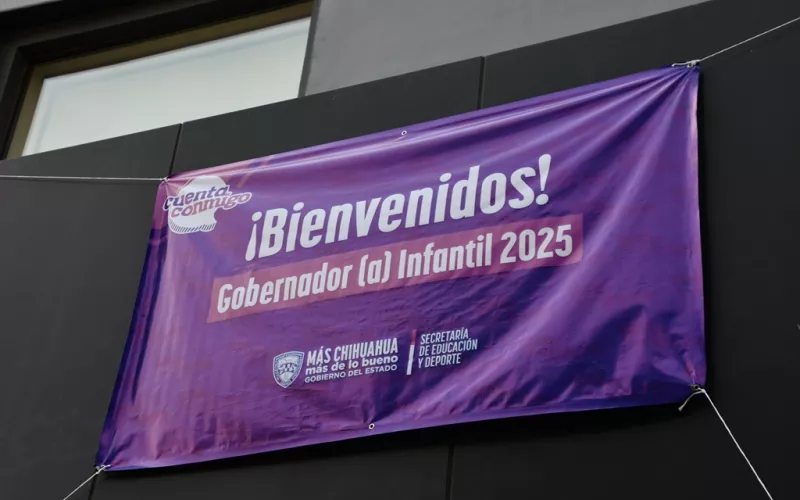 cuenta
conmigo
¡Bienvenidos!
Gobernador (a) Infantil 2025
MÁS CHIHUAHUA
más de lo bueno
GOBIERNO DEL ESTADO
SECRETARÍA
DE EDUCACIÓN
Y DEPORTE